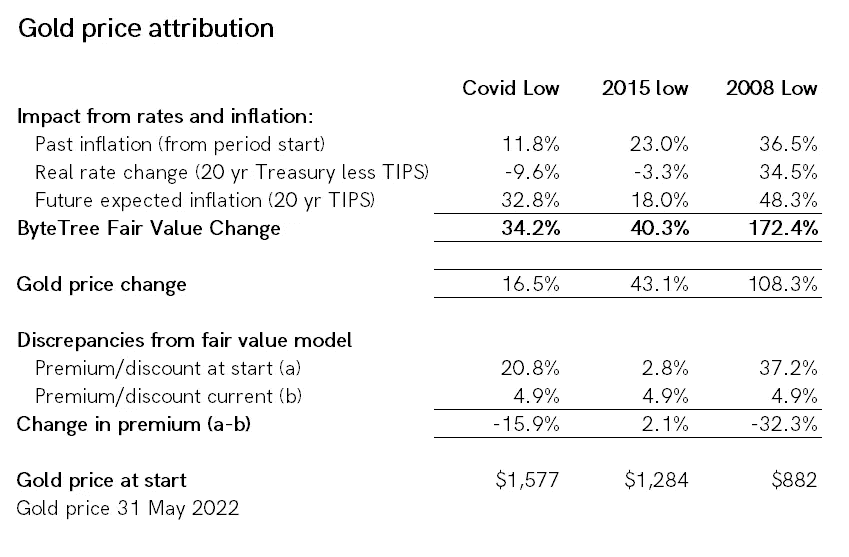 Gold price attribution
Covid Low 2015 low 2008 Low
Impact from rates and inflation:
Past inflation (from period start) 11.8% 23.0% 36.5%
Real rate change (20 yr Treasury less TIPS) -9.6% -3.3% 34.5%
Future expected inflation (20 yr TIPS) 32.8% 18.0% 48.3%
ByteTree Fair Value Change 34.2% 40.3% 172.4%
Gold price change 16.5% 43.1% 108.3%
Discrepancies from fair value model
Premium/discount at start (a) 20.8% 2.8% 37.2%
Premium/discount current (b) 4.9% 4.9% 4.9%
Change in premium (a-b) -15.9% 2.1% -32.3%
Gold price at start $1,577 $1,284 $882
Gold price 31 May 2022